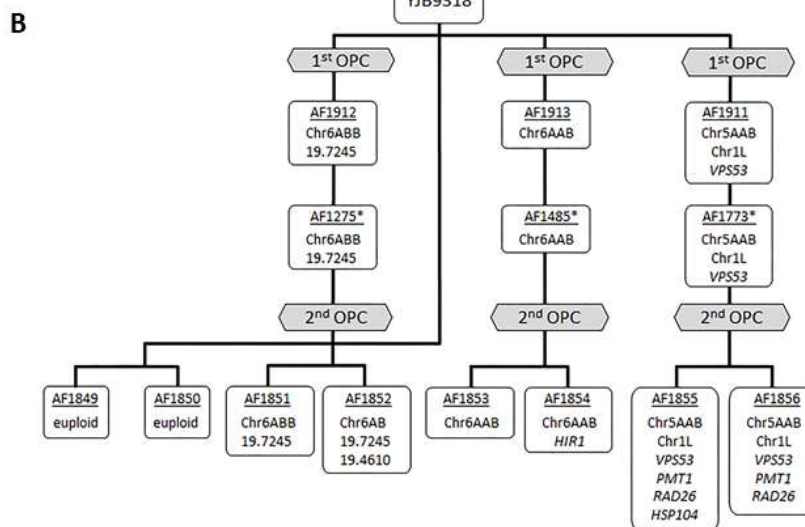 B
YJB9318
1st OPC
1st OPC
1st OPC
AF1912
Chr6ABB
19.7245
AF1913
Chr6AAB
AF1911
Chr5AAB
Chr1L
VPS53
AF1275*
Chr6ABB
19.7245
AF1485*
Chr6AAB
AF1773*
Chr5AAB
Chr1L
VPS53
2nd OPC
2nd OPC
2nd OPC
AF1849
euploid
AF1850
euploid
AF1851
Chr6ABB
19.7245
AF1852
Chr6AB
19.7245
19.4610
AF1853
Chr6AAB
AF1854
Chr6AAB
HIR1
AF1855
Chr5AAB
Chr1L
VPS53
PMT1
RAD26
HSP104
AF1856
Chr5AAB
Chr1L
VPS53
PMT1
RAD26